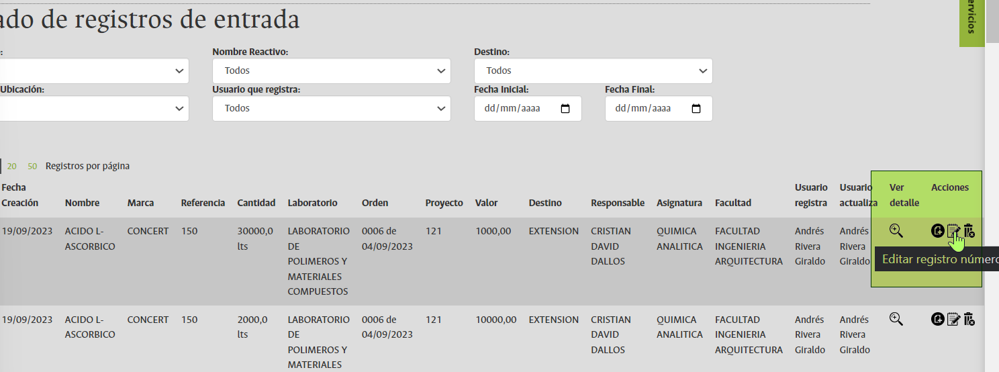 ado de registros de entrada
ervicios
:
Nombre Reactivo:
Destino:
Todos
Todos
Ubicación:
Usuario que registra:
Fecha Inicial:
Fecha Final:
Todos
dd/mm/aaaa
dd/mm/aaaa
20 50 Registros por página
Fecha Creación Nombre Marca Referencia Cantidad Laboratorio Orden Proyecto Valor Destino Responsable Asignatura Facultad Usuario registra Usuario actualiza Ver detalle Acciones
19/09/2023 ACIDO L- CONCERT 150 30000,0 LABORATORIO 0006 de 121 1000,00 EXTENSION CRISTIAN QUIMICA FACULTAD Andrés Andrés
ASCORBICO lts DE 04/09/2023 DAVID ANALITICA INGENIERIA Rivera Rivera
POLIMEROS Y DALLOS ARQUITECTURA Giraldo Giraldo
Editar registro número
MATERIALES
COMPUESTOS
19/09/2023 ACIDO L- CONCERT 150 2000,0 LABORATORIO 0006 de 121 10000,00 EXTENSION CRISTIAN QUIMICA FACULTAD Andrés Andrés
ASCORBICO lts DE 04/09/2023 DAVID ANALITICA INGENIERIA Rivera Rivera
POLIMEROS Y DALLOS ARQUITECTURA Giraldo Giraldo
MATERIALES